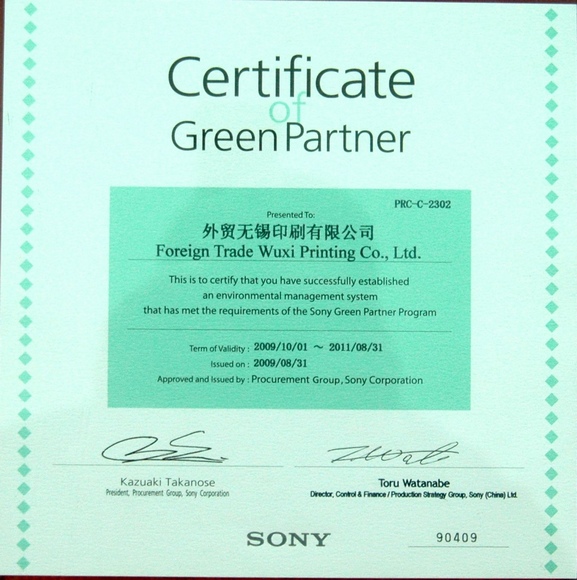 Certificate
of
Green Partner
PRC-C-2302
Presented To:
外贸无锡印刷有限公司
Foreign Trade Wuxi Printing Co., Ltd.
This is to certify that you have successfully established
an environmental management system
that has met the requirements of the Sony Green Partner Program
Term of Validity : 2009/10/01 ～ 2011/08/31
Issued on : 2009/08/31
Approved and issued by : Procurement Group, Sony Corporation
Kazuaki Takanose
President, Procurement Group, Sony Corporation
Toru Watanabe
Director, Control & Finance / Production Strategy Group, Sony (China) Ltd.
SONY
90409